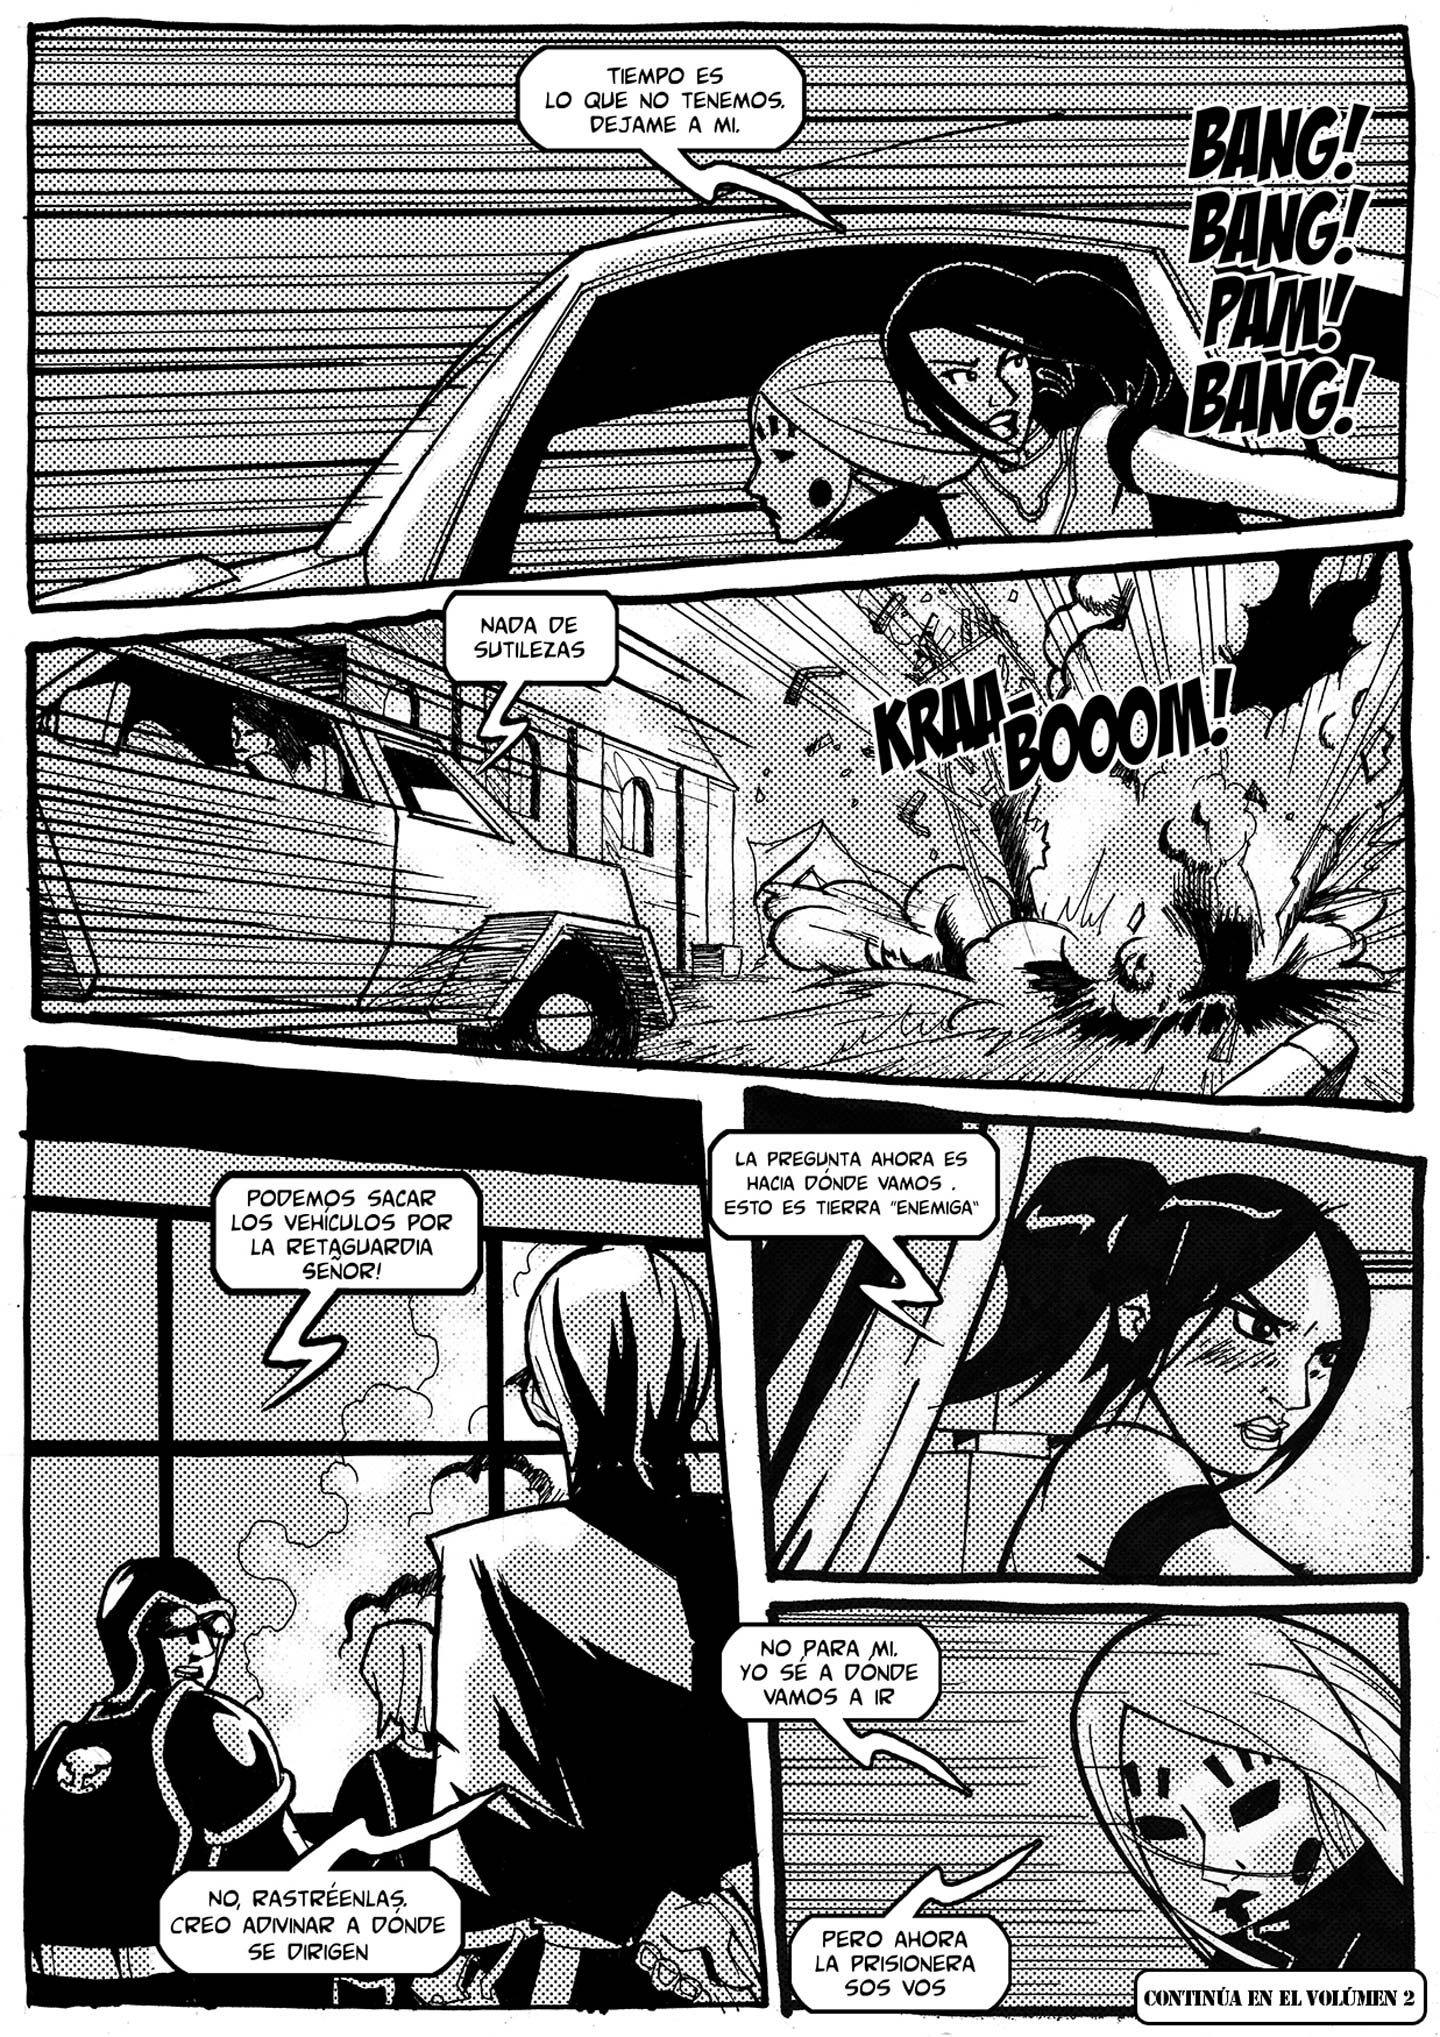 TIEMPO ES
LO QUE NO TENEMOS.
DEJAME A MI.
BANG!
BANG!
PAM!
BANG!
NADA DE
SUTILEZAS
KRAA-
BOOOM!
PODEMOS SACAR
LOS VEHÍCULOS POR
LA RETAGUARDIA
SEÑOR!
NO, RASTRÉENLAS.
CREO ADIVINAR A DÓNDE
SE DIRIGEN
LA PREGUNTA AHORA ES
HACIA DÓNDE VAMOS .
ESTO ES TIERRA "ENEMIGA"
NO PARA MI.
YO SÉ A DÓNDE
VAMOS A IR
PERO AHORA
LA PRISIONERA
SOS VOS
CONTINÚA EN EL VOLÚMEN 2